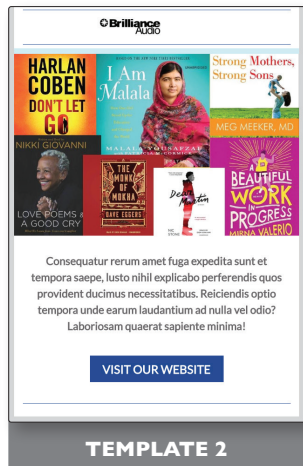 Brilliance
Audio
HARLAN
COBEN
DON'T LET
GO
I Am
Malala
MALALA YOUSAFZAI
Strong Mothers,
Strong Sons
MEG MEEKER, MD
NIKKI GIOVANNI
LOVE POEMS &
A GOOD CRY
THE
MONK
OF
MOKHA
DAVE EGGERS
Dear
Martin
NIC
STONE
A
BEAUTIFUL
WORK
IN
PROGRESS
MIRNA VALERIO
Consequatur rerum amet fuga expedita sunt et
tempora saepe, Iusto nihil explicabo perferendis quos
provident ducimus necessitatibus. Reiciendis optio
tempora unde earum laudantium ad nulla vel odio?
Laboriosam quaerat sapiente minima!
VISIT OUR WEBSITE
TEMPLATE 2